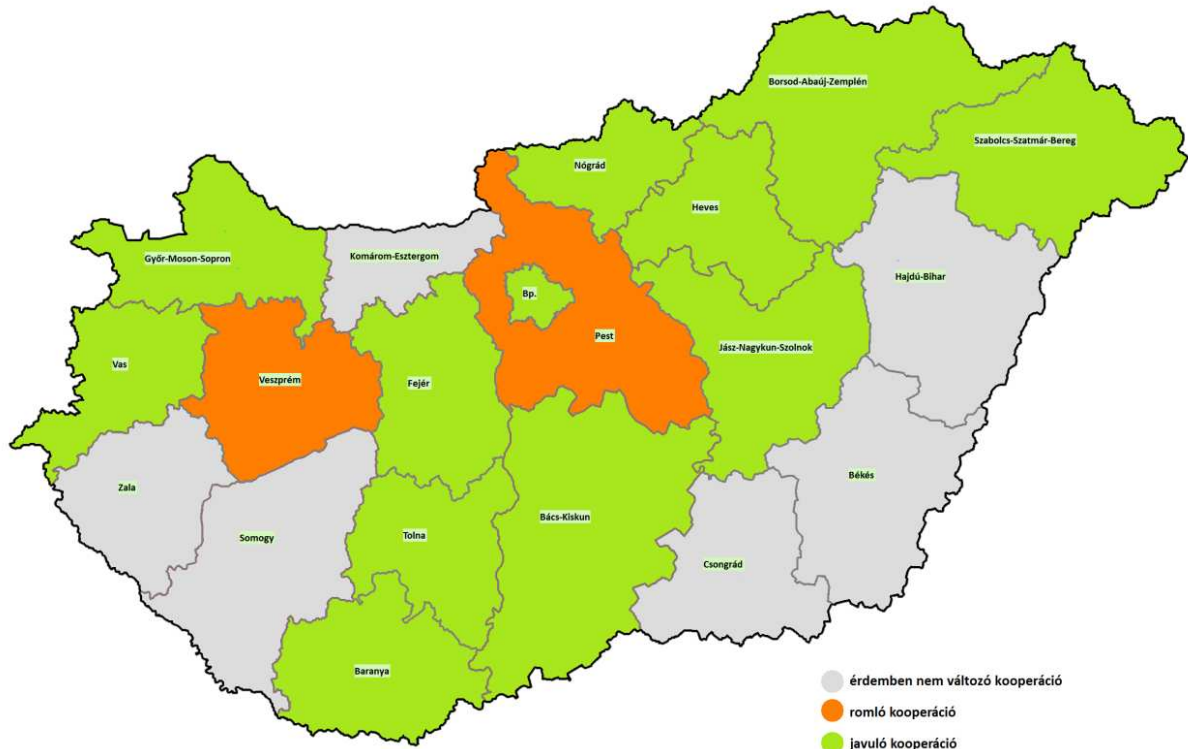 Borsod-Abaúj-Zemplén
Szabolcs-Szatmár-Bereg
Nógrád
Heves
Győr-Moson-Sopron
Komárom-Esztergom
Hajdú-Bihar
Bp.
Pest
Jász-Nagykun-Szolnok
Vas
Veszprém
Fejér
Zala
Békés
Bács-Kiskun
Somogy
Tolna
Csongrád
Baranya
érdemben nem változó kooperáció
romló kooperáció
javuló kooperáció